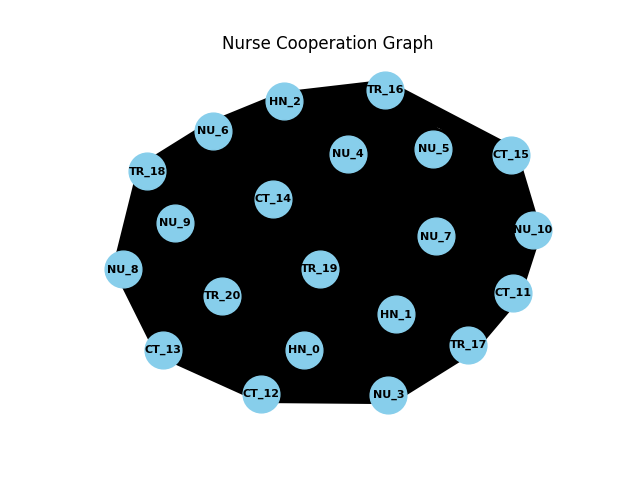 Nurse Cooperation Graph
TR_16
HN_2
NU_6
NU_5
NU_4
CT_15
TR_18
CT_14
NU_9
NU_10
NU_7
NU_8
TR_19
CT_11
TR_20
HN_1
TR_17
CT_13
HN_0
CT_12
NU_3